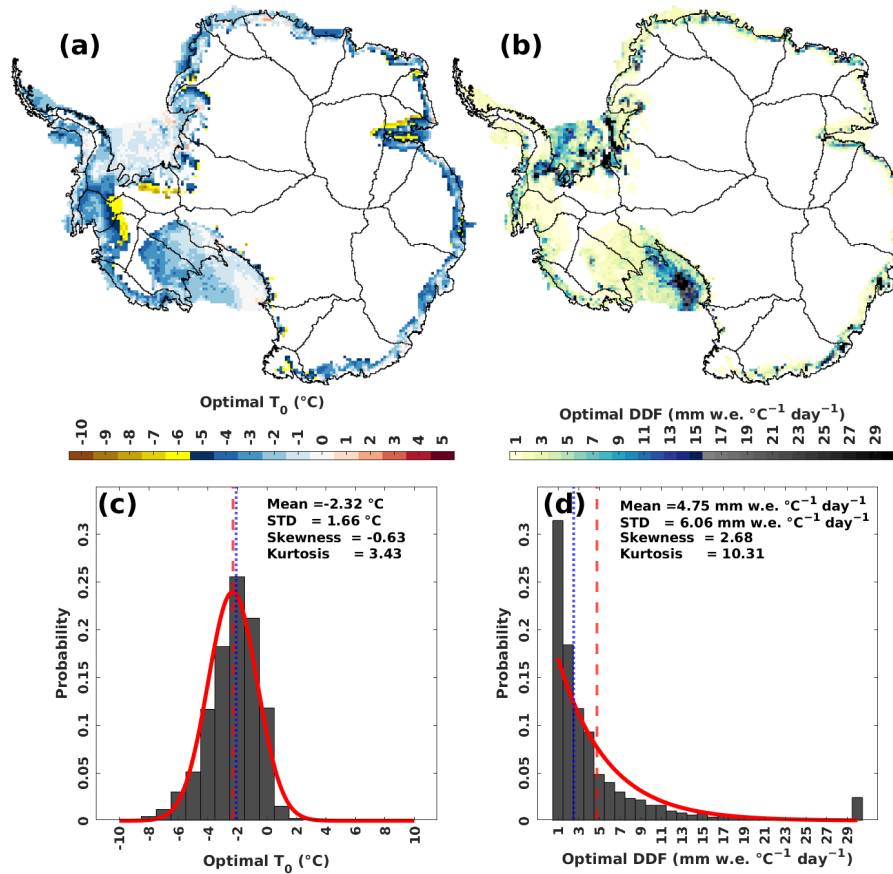 (a)
(b)
Optimal T0 (°C)
-10 -9 -8 -7 -6 -5 -4 -3 -2 -1 0 1 2 3 4 5
Optimal DDF (mm w.e. °C−1 day−1)
1 3 5 7 9 11 13 15 17 19 21 23 25 27 29
(c)
Mean =-2.32 °C
STD = 1.66 °C
Skewness = -0.63
Kurtosis = 3.43
Probability
0.3
0.25
0.2
0.15
0.1
0.05
0
-10 -8 -6 -4 -2 0 2 4 6 8 10
Optimal T0 (°C)
(d)
Mean =4.75 mm w.e. °C−1 day−1
STD = 6.06 mm w.e. °C−1 day−1
Skewness = 2.68
Kurtosis = 10.31
Probability
0.3
0.25
0.2
0.15
0.1
0.05
0
1 3 5 7 9 11 13 15 17 19 21 23 25 27 29
Optimal DDF (mm w.e. °C−1 day−1)